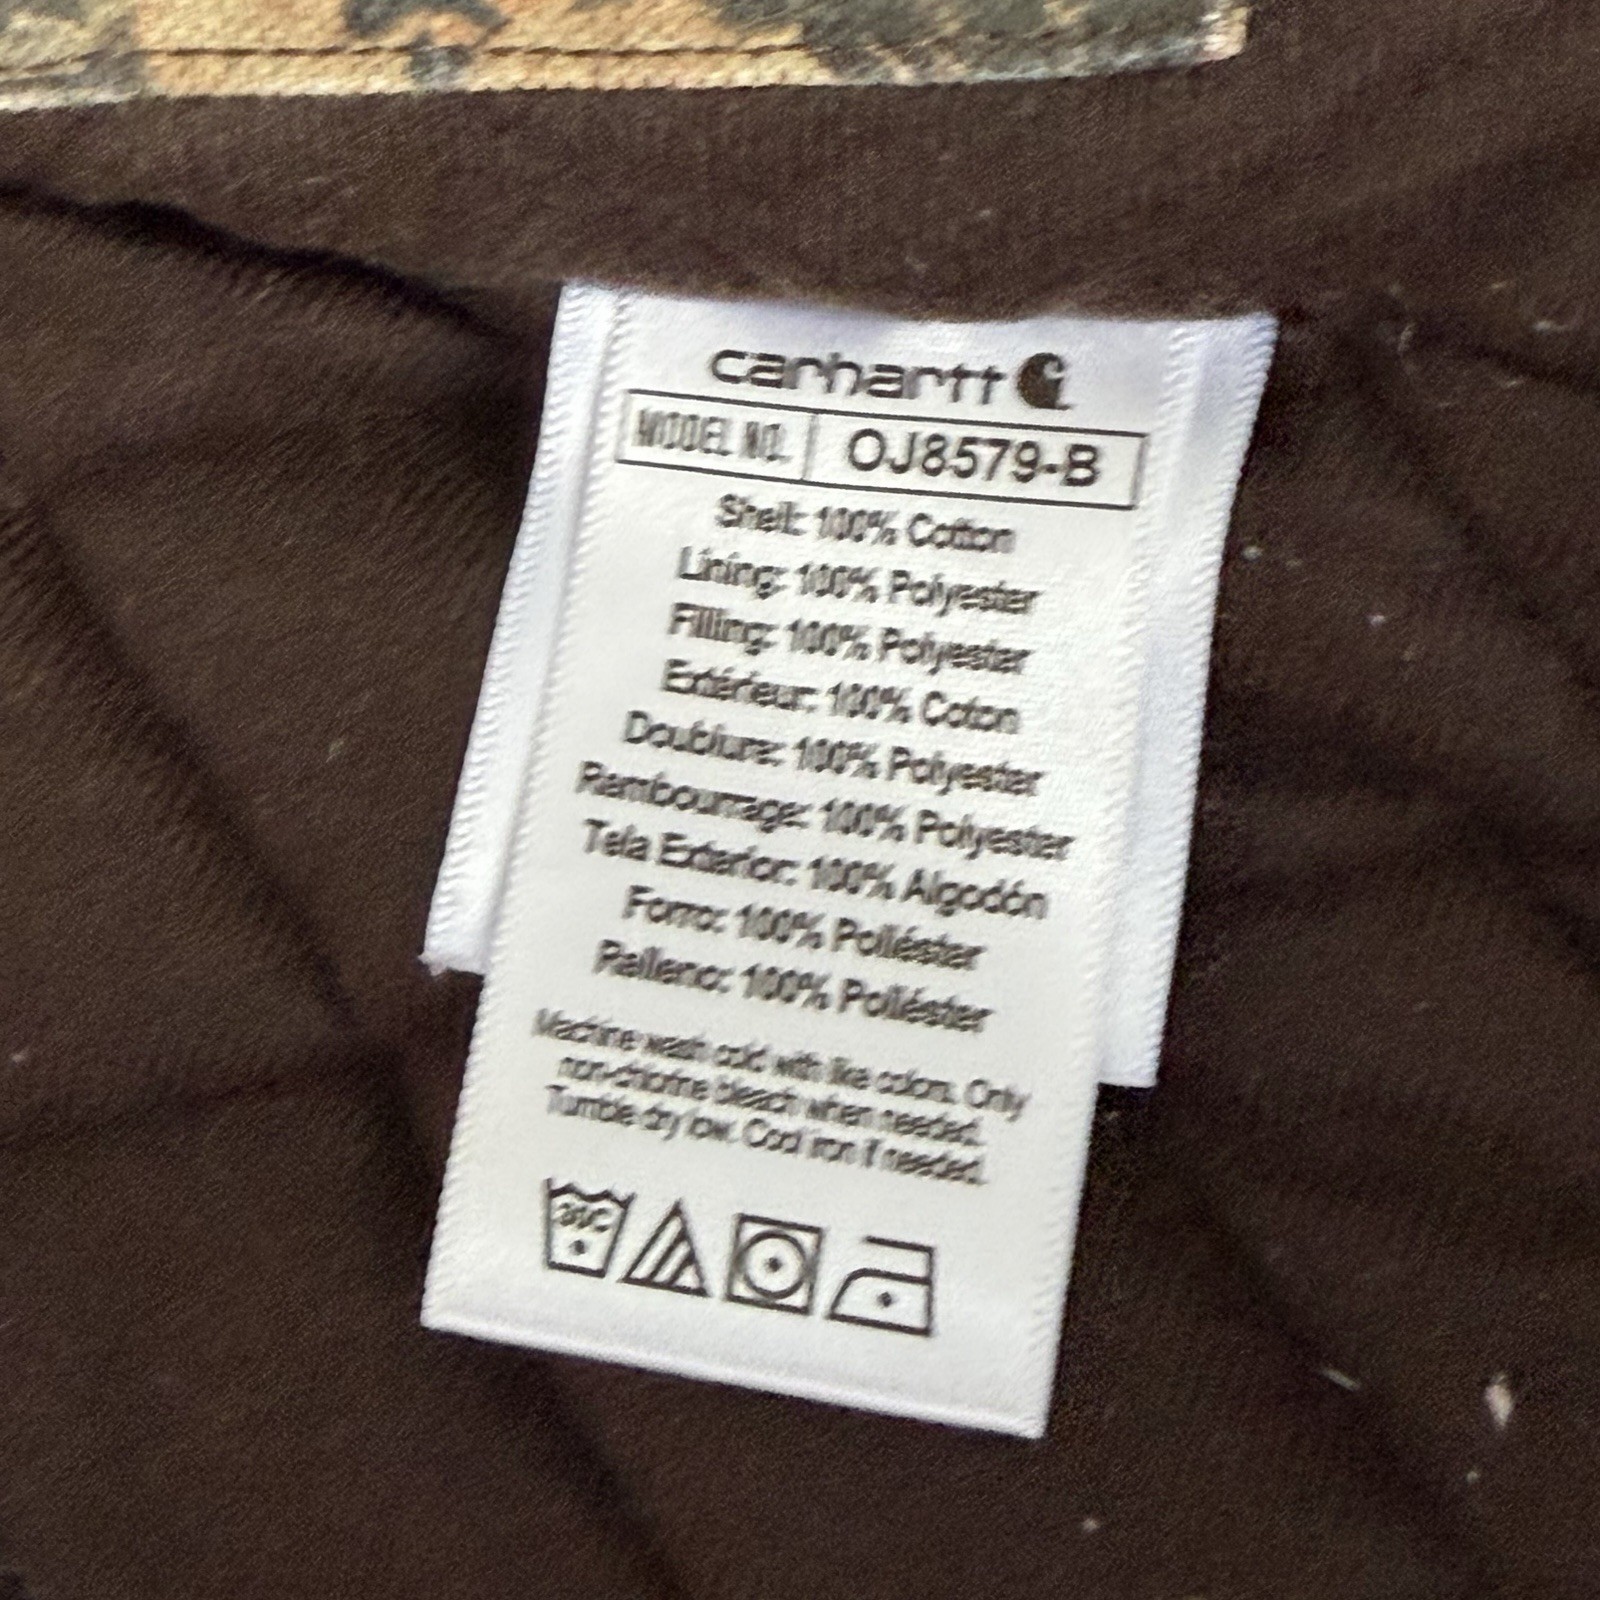 carhartt
MODEL NO. OJ8579-B
Shell: 100% Cotton
Lining: 100% Polyester
Filling: 100% Polyester
Extérieur: 100% Coton
Doublure: 100% Polyester
Rembourrage: 100% Polyester
Tela Exterior: 100% Algodón
Forro: 100% Poliéster
Relleno: 100% Poliéster
Machine wash cold with like colors. Only
non-chlorine bleach when needed.
Tumble dry low. Cool iron if needed.
30C